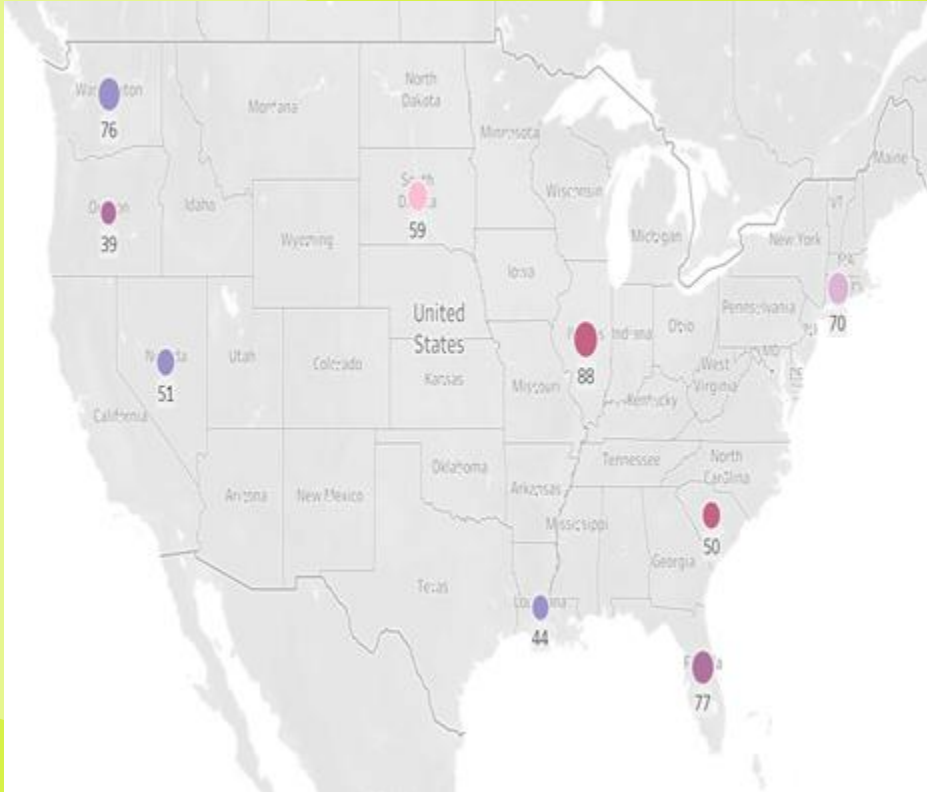 North
Dakota
Montana
Minnesota
76
Maine
VT
Wisconsin
Idaho
39
59
Wyoming
Michigan
New York
MA
Iowa
United
States
Pennsylvania
70
Ohio
Indiana
MD
Utah
Colorado
Kansas
Missouri
88
West
Virginia
51
Kentucky
California
Tennessee
North
Carolina
Oklahoma
Arkansas
Arizona
New Mexico
Mississippi
50
Georgia
Texas
44
77